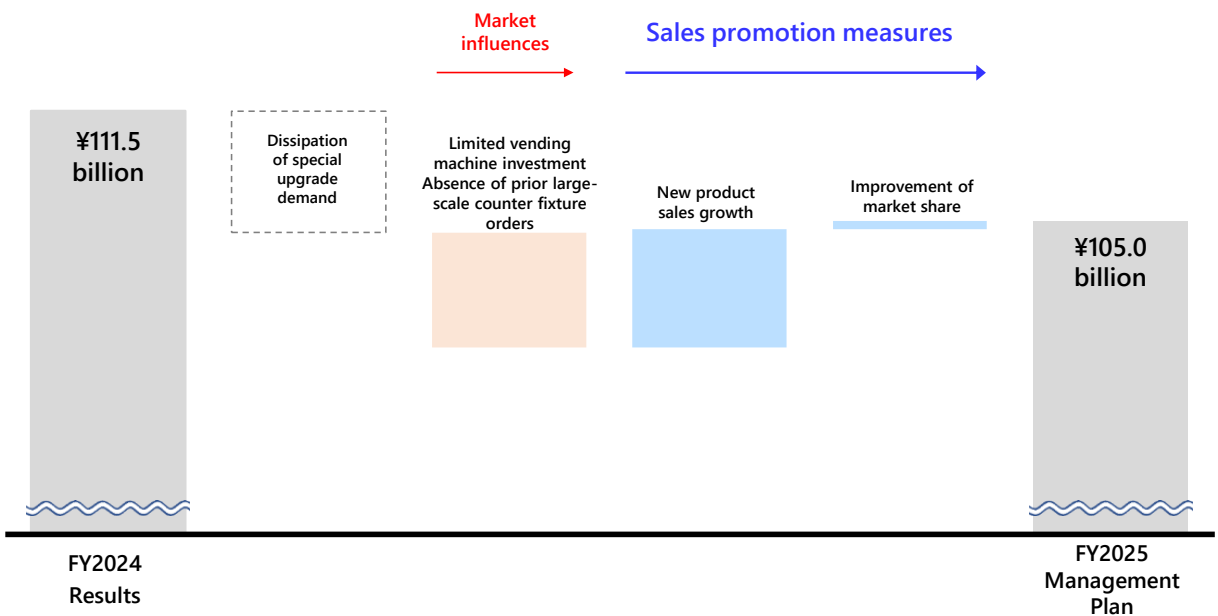 Market
influences
Sales promotion measures
¥111.5
billion
Dissipation
of special
upgrade
demand
Limited vending
machine investment
Absence of prior large-
scale counter fixture
orders
New product
sales growth
Improvement of
market share
¥105.0
billion
FY2024
Results
FY2025
Management
Plan